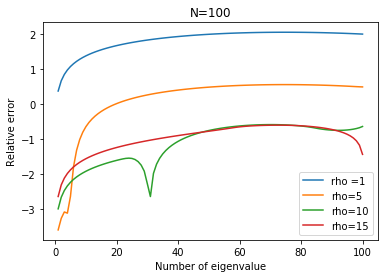 N=100
Relative error
2
1
0
−1
−2
−3
0 20 40 60 80 100
Number of eigenvalue
rho =1
rho=5
rho=10
rho=15